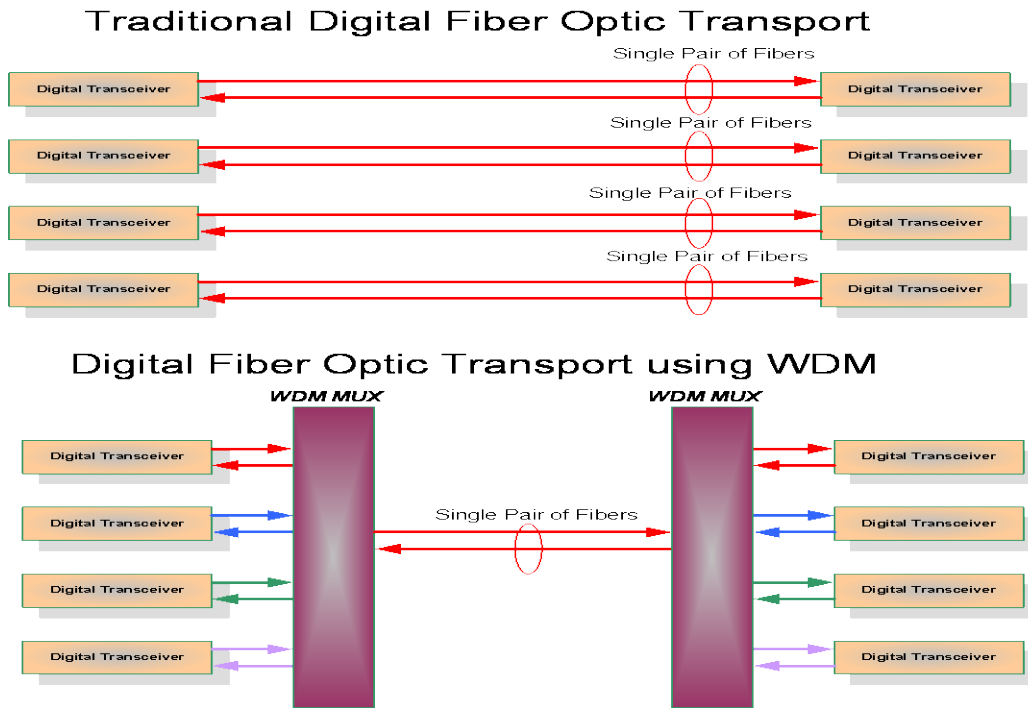 Traditional Digital Fiber Optic Transport
Single Pair of Fibers
Digital Transceiver
Digital Transceiver
Single Pair of Fibers
Digital Transceiver
Digital Transceiver
Single Pair of Fibers
Digital Transceiver
Digital Transceiver
Single Pair of Fibers
Digital Transceiver
Digital Transceiver
Digital Fiber Optic Transport using WDM
WDM MUX
WDM MUX
Digital Transceiver
Digital Transceiver
Single Pair of Fibers
Digital Transceiver
Digital Transceiver
Digital Transceiver
Digital Transceiver
Digital Transceiver
Digital Transceiver